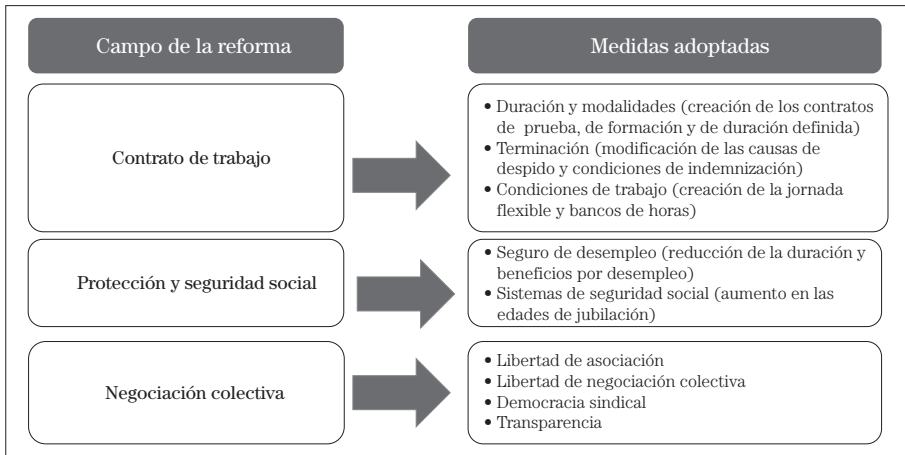 Campo de la reforma
Medidas adoptadas
Contrato de trabajo
• Duración y modalidades (creación de los contratos
de prueba, de formación y de duración definida)
• Terminación (modificación de las causas de
despido y condiciones de indemnización)
• Condiciones de trabajo (creación de la jornada
flexible y bancos de horas)
Protección y seguridad social
• Seguro de desempleo (reducción de la duración y
beneficios por desempleo)
• Sistemas de seguridad social (aumento en las
edades de jubilación)
Negociación colectiva
• Libertad de asociación
• Libertad de negociación colectiva
• Democracia sindical
• Transparencia